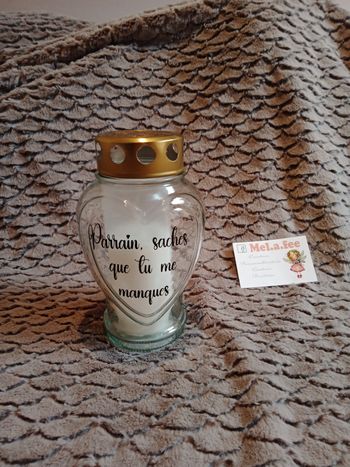 Parrain, saches
que tu me
manques
Mel.a.fee